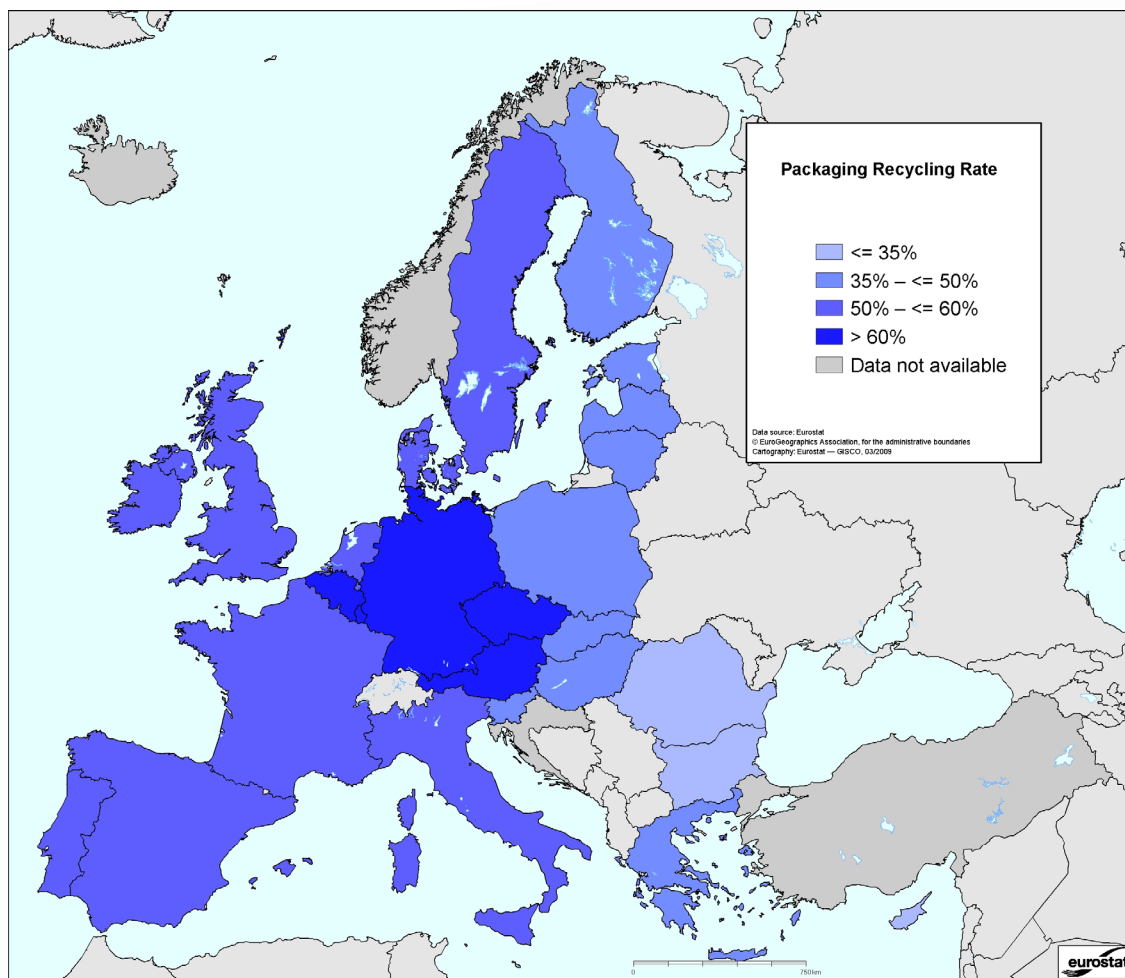 Packaging Recycling Rate
<= 35%
35% – <= 50%
50% – <= 60%
> 60%
Data not available
Data source: Eurostat
© EuroGeographics Association, for the administrative boundaries
Cartography: Eurostat — GISCO, 03/2009
0 750km
eurostat